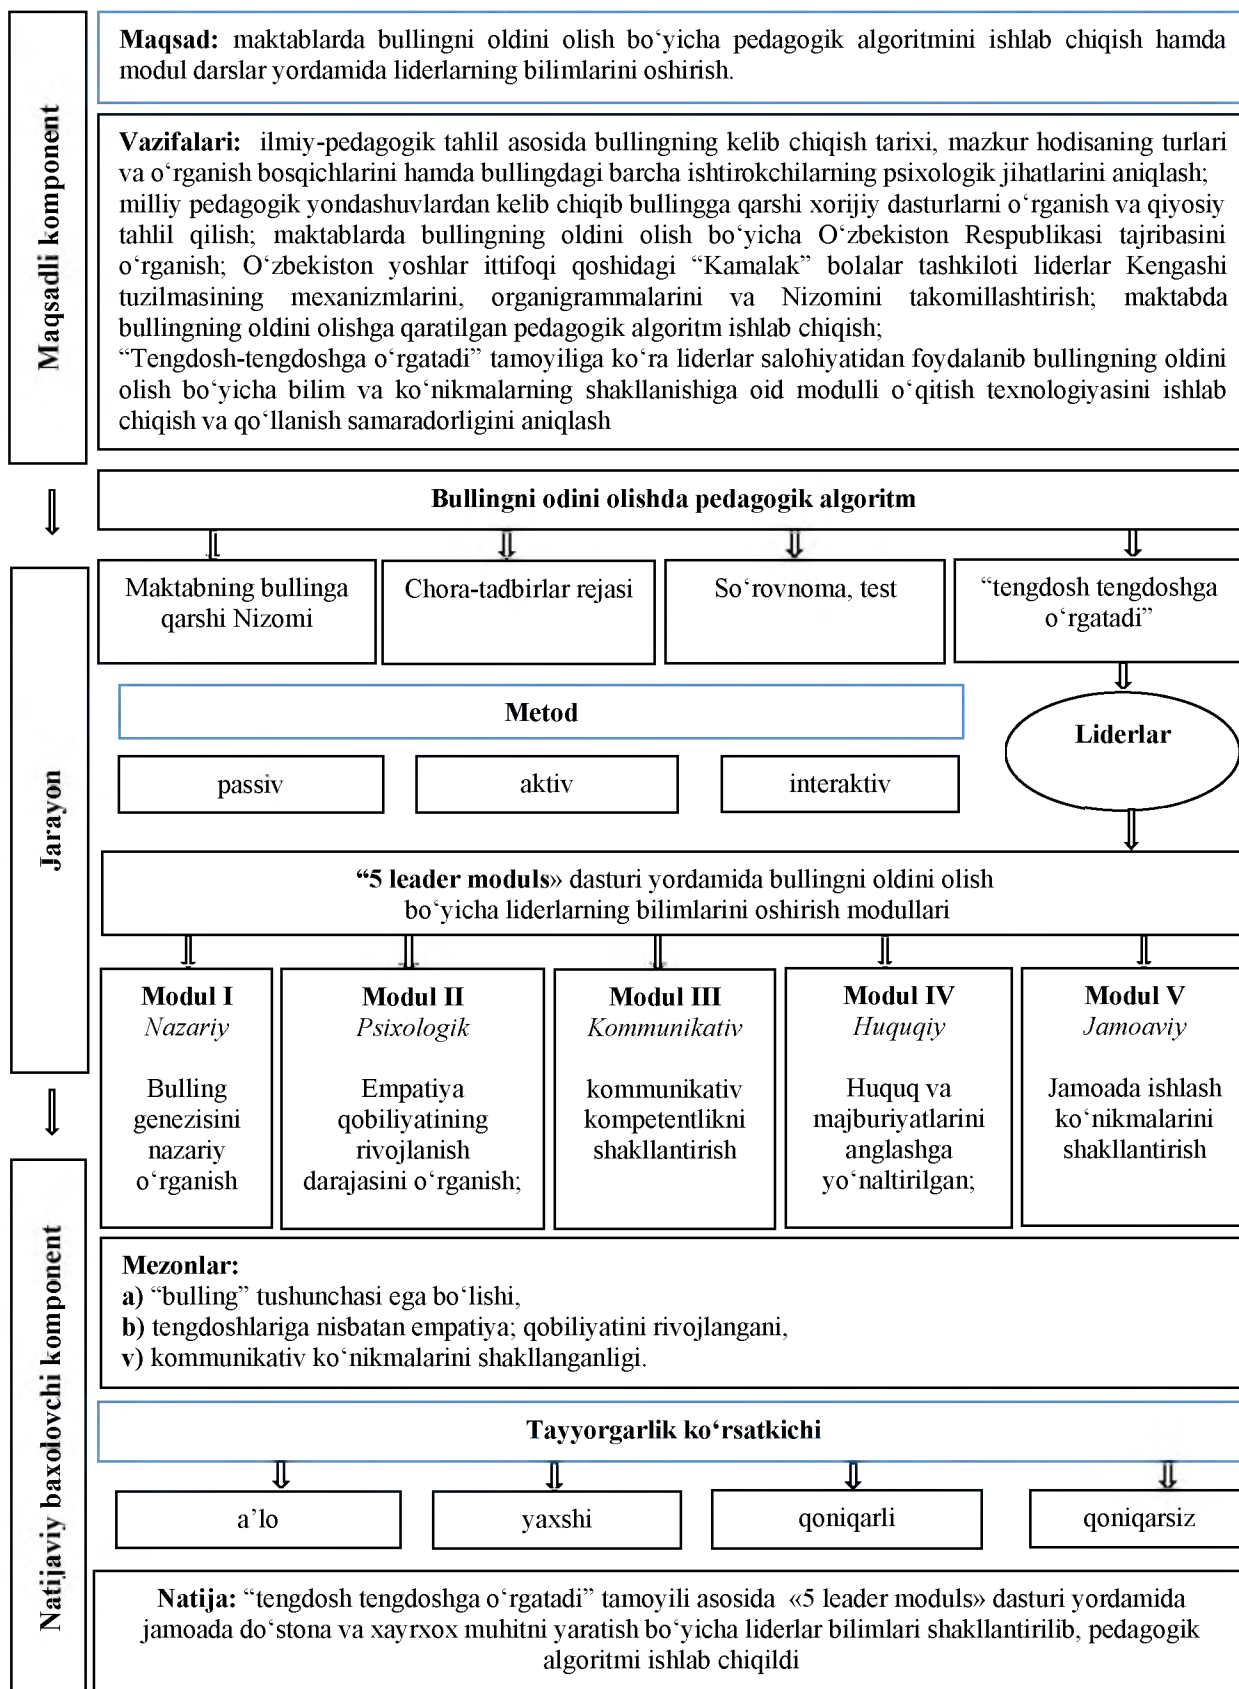 Maqsadli komponent
Maqsad: maktablarda bullingni oldini olish bo‘yicha pedagogik algoritmini ishlab chiqish hamda
modul darslar yordamida liderlarning bilimlarini oshirish.
Vazifalari: ilmiy-pedagogik tahlil asosida bullingning kelib chiqish tarixi, mazkur hodisaning turlari
va o‘rganish bosqichlarini hamda bullingdagi barcha ishtirokchilarning psixologik jihatlarini aniqlash;
milliy pedagogik yondashuvlardan kelib chiqib bullingga qarshi xorijiy dasturlarni o‘rganish va qiyosiy
tahlil qilish; maktablarda bullingning oldini olish bo‘yicha O‘zbekiston Respublikasi tajribasini
o‘rganish; O‘zbekiston yoshlar ittifoqi qoshidagi “Kamalak” bolalar tashkiloti liderlar Kengashi
tuzilmasining mexanizmlarini, organigrammalarini va Nizomini takomillashtirish; maktabda
bullingning oldini olishga qaratilgan pedagogik algoritm ishlab chiqish;
“Tengdosh-tengdoshga o‘rgatadi” tamoyiliga ko‘ra liderlar salohiyatidan foydalanib bullingning oldini
olish bo‘yicha bilim va ko‘nikmalarning shakllanishiga oid modulli o‘qitish texnologiyasini ishlab
chiqish va qo‘llanish samaradorligini aniqlash
Bullingni odini olishda pedagogik algoritm
Jarayon
Maktabning bullinga
qarshi Nizomi
Chora-tadbirlar rejasi
So‘rovnoma, test
“tengdosh tengdoshga
o‘rgatadi”
Metod
Liderlar
passiv
aktiv
interaktiv
“5 leader moduls» dasturi yordamida bullingni oldini olish
bo‘yicha liderlarning bilimlarini oshirish modullari
Modul I
Nazariy
Bulling
genezisini
nazariy
o‘rganish
Modul II
Psixologik
Empatiya
qobiliyatining
rivojlanish
darajasini o‘rganish;
Modul III
Kommunikativ
kommunikativ
kompetentlikni
shakllantirish
Modul IV
Huquqiy
Huquq va
majburiyatlarini
anglashga
yo‘naltirilgan;
Modul V
Jamoaviy
Jamoada ishlash
ko‘nikmalarini
shakllantirish
Natijaviy baxolovchi komponent
Mezonlar:
a) “bulling” tushunchasi ega bo‘lishi,
b) tengdoshlariga nisbatan empatiya; qobiliyatini rivojlangani,
v) kommunikativ ko‘nikmalarini shakllanganligi.
Tayyorgarlik ko‘rsatkichi
a’lo
yaxshi
qoniqarli
qoniqarsiz
Natija: “tengdosh tengdoshga o‘rgatadi” tamoyili asosida «5 leader moduls» dasturi yordamida
jamoada do‘stona va xayrxox muhitni yaratish bo‘yicha liderlar bilimlari shakllantirilib, pedagogik
algoritmi ishlab chiqildi